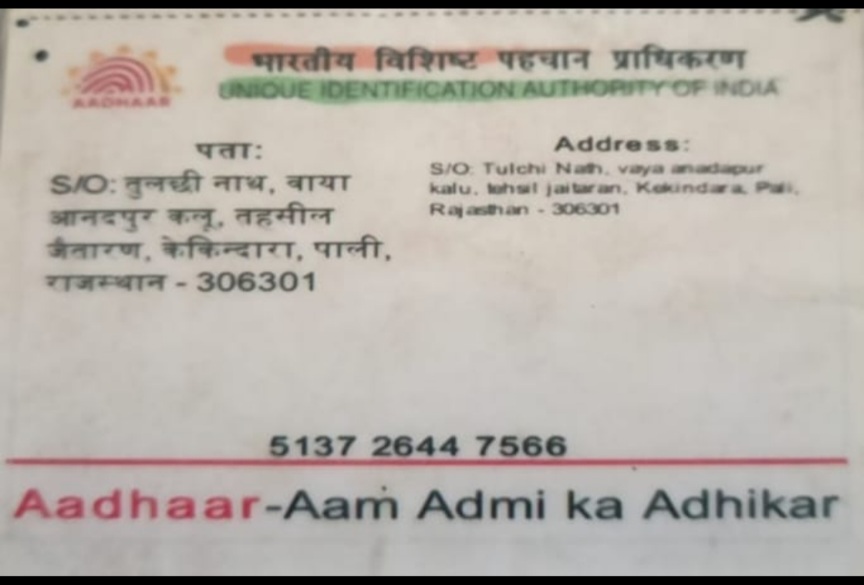 भारतीय विशिष्ट पहचान प्राधिकरण
AADHAAR
UNIQUE IDENTIFICATION AUTHORITY OF INDIA
पता:
S/O: तुलछी नाथ, वाया
आनदपुर कलू, तहसील
जैतारण, केकिन्दारा, पाली,
राजस्थान - 306301
Address:
S/O: Tulchi Nath, vaya anadapur
kalu, tehsil jaitaran, Kekindara, Pali,
Rajasthan - 306301
5137 2644 7566
Aadhaar-Aam Admi ka Adhikar